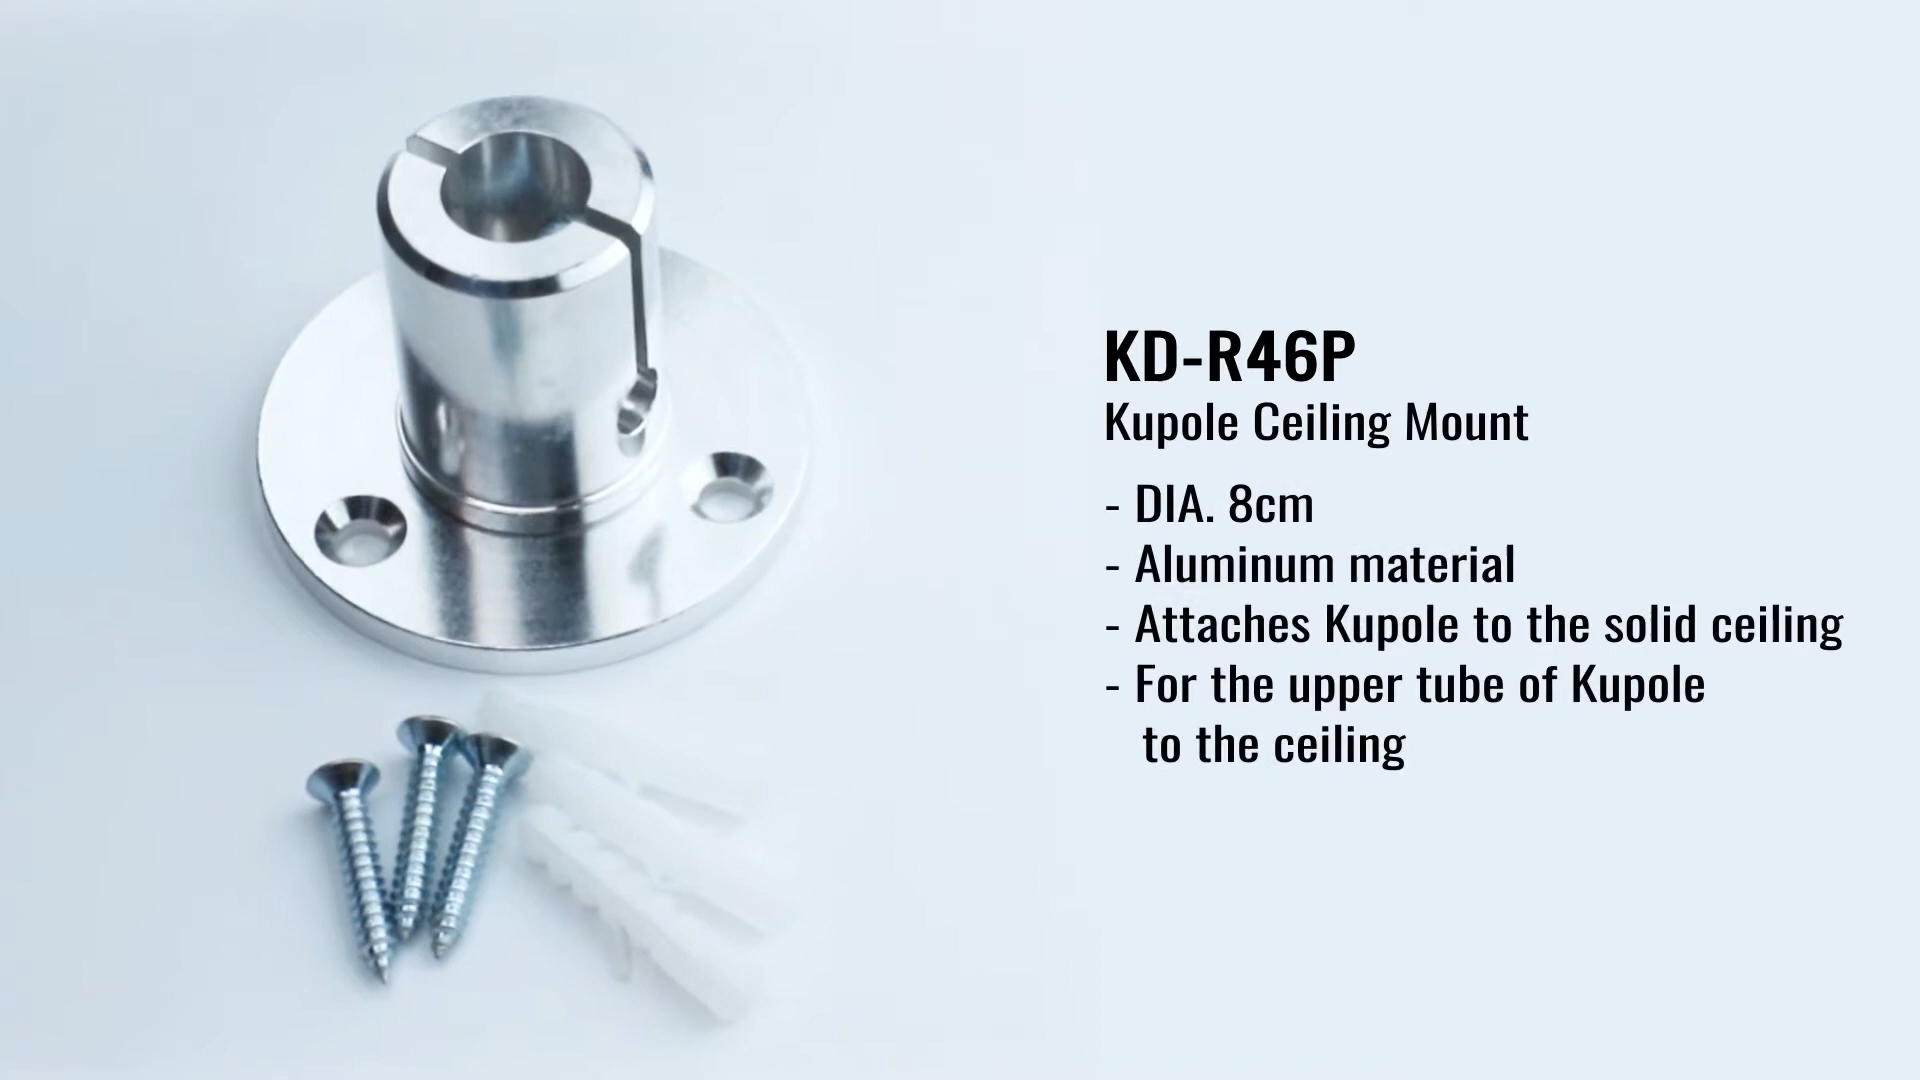 KD-R46P
Kupole Ceiling Mount
- DIA. 8cm
- Aluminum material
- Attaches Kupole to the solid ceiling
- For the upper tube of Kupole
to the ceiling